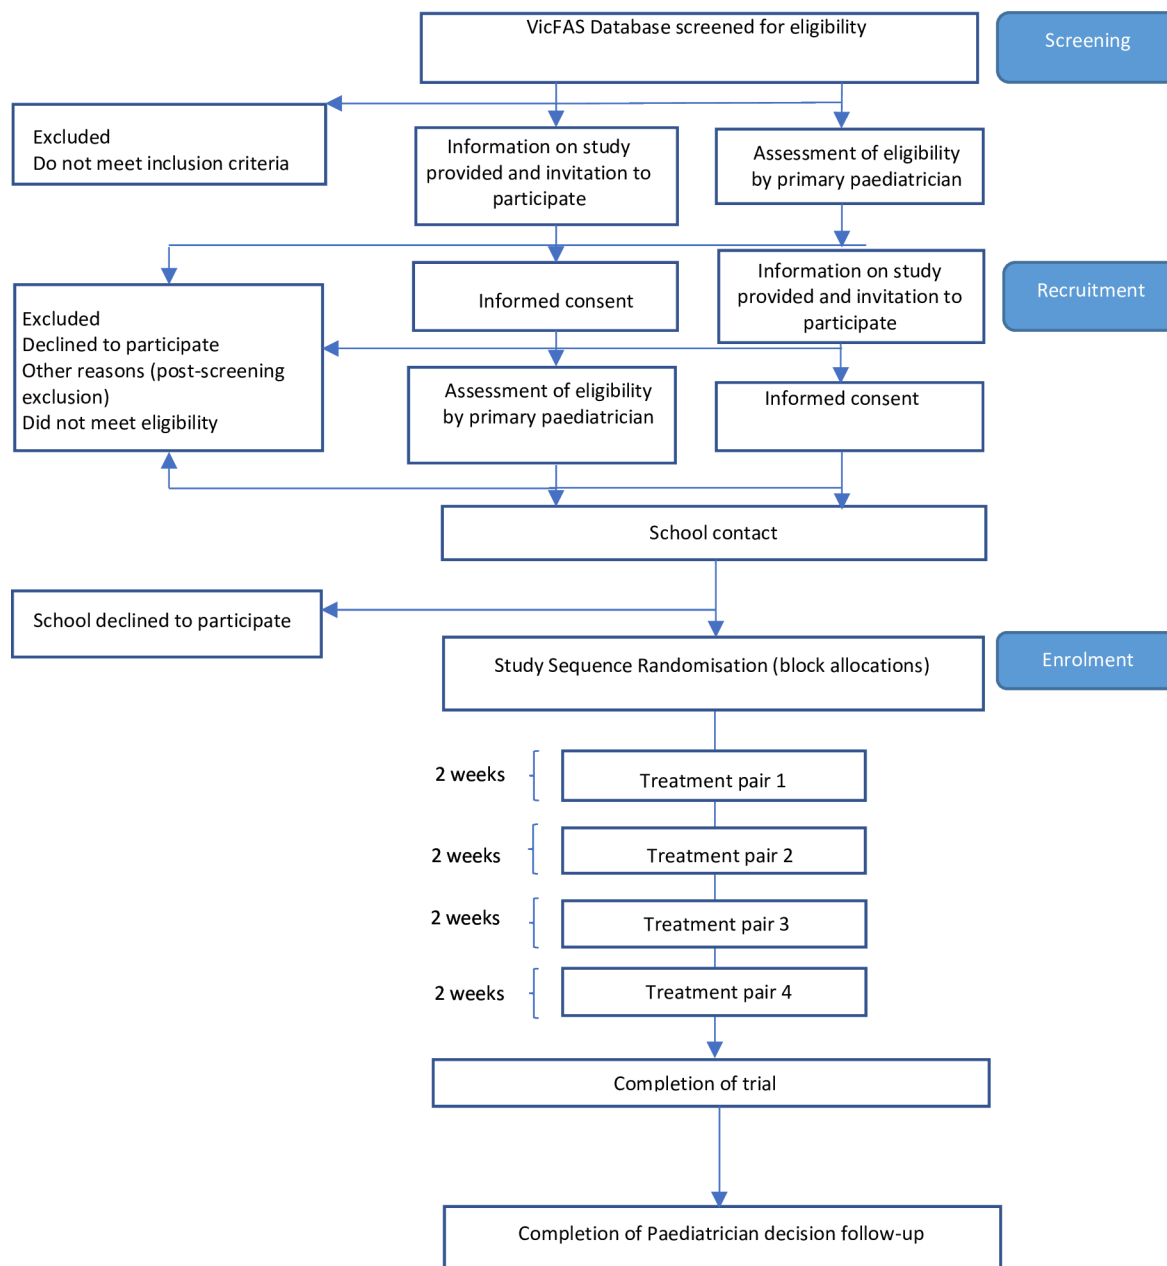 VicFAS Database screened for eligibility
Screening
Excluded
Do not meet inclusion criteria
Information on study
provided and invitation to
participate
Assessment of eligibility
by primary paediatrician
Excluded
Declined to participate
Other reasons (post-screening
exclusion)
Did not meet eligibility
Informed consent
Information on study
provided and invitation to
participate
Recruitment
Assessment of eligibility
by primary paediatrician
Informed consent
School contact
School declined to participate
Study Sequence Randomisation (block allocations)
Enrolment
2 weeks
Treatment pair 1
2 weeks
Treatment pair 2
2 weeks
Treatment pair 3
2 weeks
Treatment pair 4
Completion of trial
Completion of Paediatrician decision follow-up